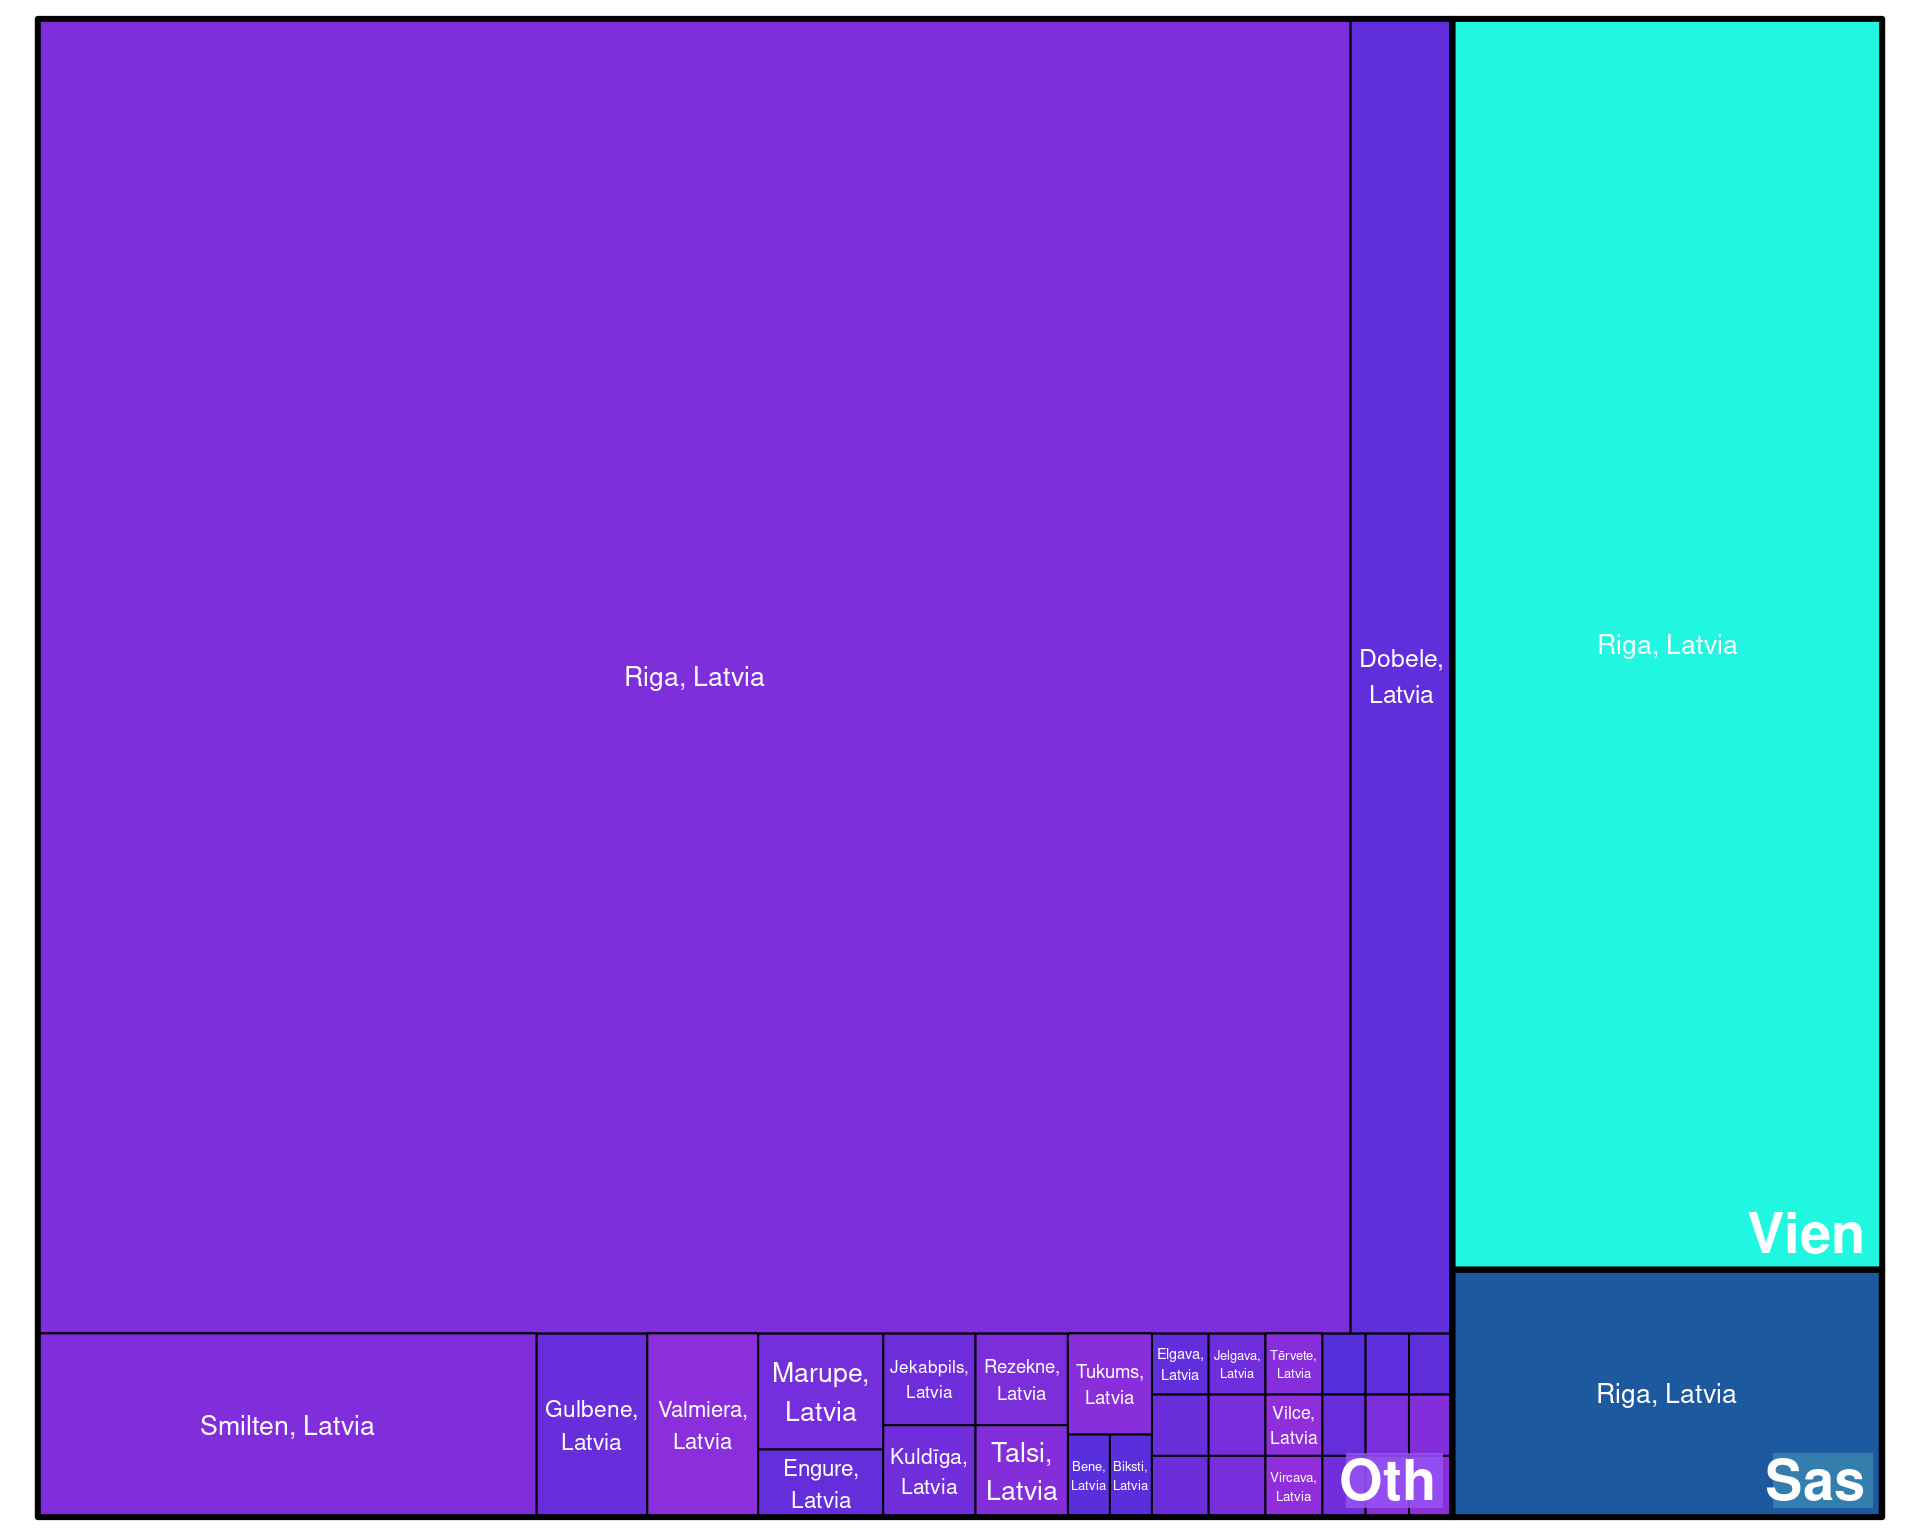 Riga, Latvia
Dobele,
Latvia
Riga, Latvia
Vien
Smilten, Latvia
Gulbene,
Latvia
Valmiera,
Latvia
Marupe,
Latvia
Engure,
Latvia
Jekabpils,
Latvia
Kuldīga,
Latvia
Rezekne,
Latvia
Talsi,
Latvia
Tukums,
Latvia
Bene,
Latvia
Biksti,
Latvia
Elgava,
Latvia
Jelgava,
Latvia
Tērvete,
Latvia
Vilce,
Latvia
Vircava,
Latvia
Oth
Riga, Latvia
Sas